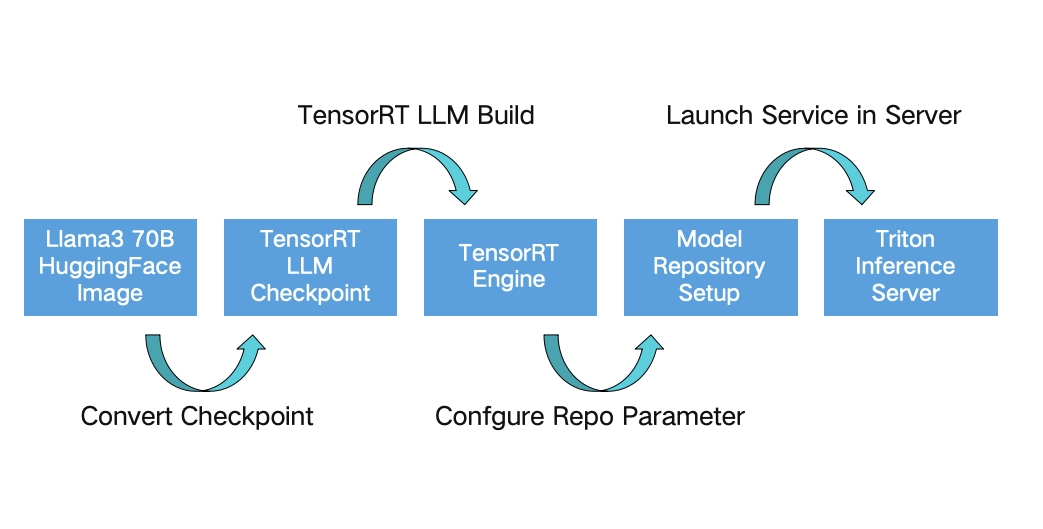 TensorRT LLM Build
Launch Service in Server
Llama3 70B
HuggingFace
Image
TensorRT
LLM
Checkpoint
TensorRT
Engine
Model
Repository
Setup
Triton
Inference
Server
Convert Checkpoint
Confgure Repo Parameter